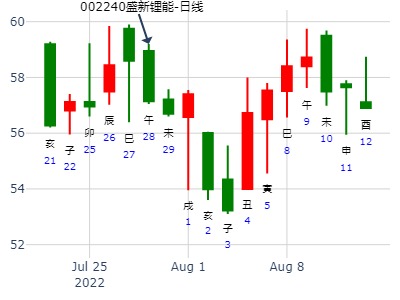 002240盛新锂能-日线
60
58
56
54
52
亥
21
子
22
卯
25
辰
26
巳
27
午
28
未
29
戌
1
亥
2
子
3
丑
4
寅
5
巳
8
午
9
未
10
申
11
酉
12
Jul 25
2022
Aug 1
Aug 8